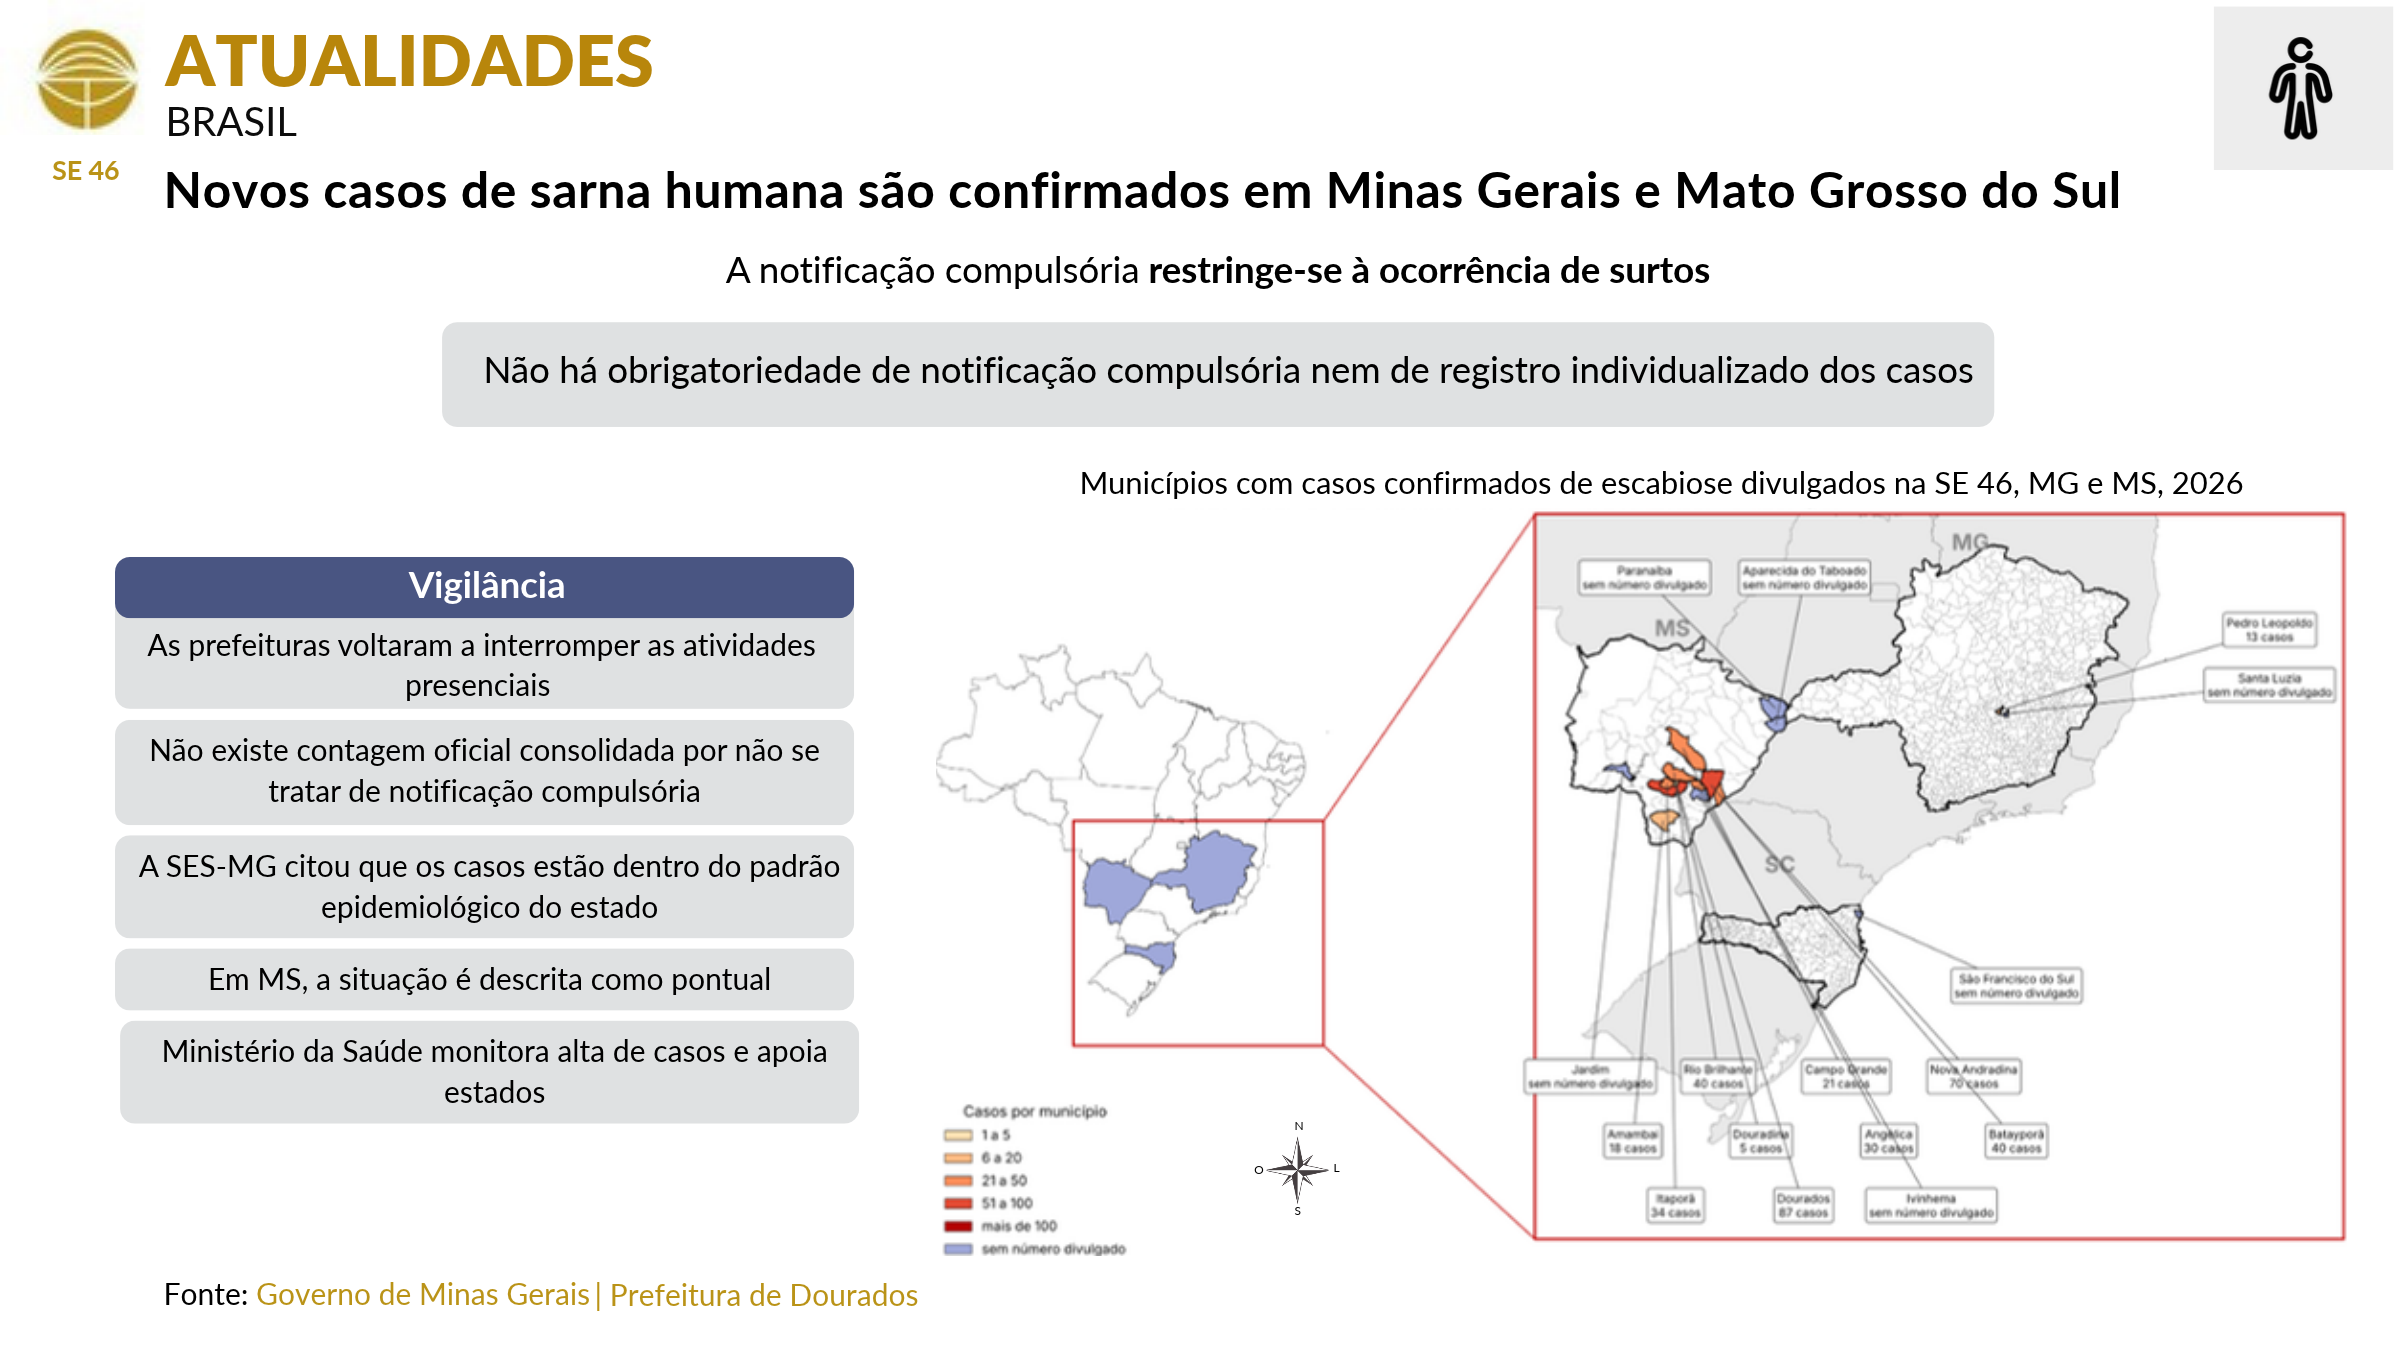 ATUALIDADES
BRASIL
SE 46
Novos casos de sarna humana são confirmados em Minas Gerais e Mato Grosso do Sul
A notificação compulsória restringe-se à ocorrência de surtos
Não há obrigatoriedade de notificação compulsória nem de registro individualizado dos casos
Municípios com casos confirmados de escabiose divulgados na SE 46, MG e MS, 2026
Vigilância
As prefeituras voltaram a interromper as atividades
presenciais
Não existe contagem oficial consolidada por não se
tratar de notificação compulsória
A SES-MG citou que os casos estão dentro do padrão
epidemiológico do estado
Em MS, a situação é descrita como pontual
Ministério da Saúde monitora alta de casos e apoia
estados
MG
Paranaíba
sem número divulgado
Aparecida do Taboado
sem número divulgado
MS
Pedro Leopoldo
13 casos
Santa Luzia
sem número divulgado
SC
São Francisco do Sul
sem número divulgado
Jardim
sem número divulgado
Rio Brilhante
40 casos
Campo Grande
21 casos
Nova Andradina
70 casos
Amambai
18 casos
Douradina
5 casos
Angélica
30 casos
Batayporã
40 casos
Itaporã
34 casos
Dourados
87 casos
Ivinhema
sem número divulgado
Casos por município
1 a 5
6 a 20
21 a 50
51 a 100
mais de 100
sem número divulgado
N
O
L
S
Fonte: Governo de Minas Gerais | Prefeitura de Dourados